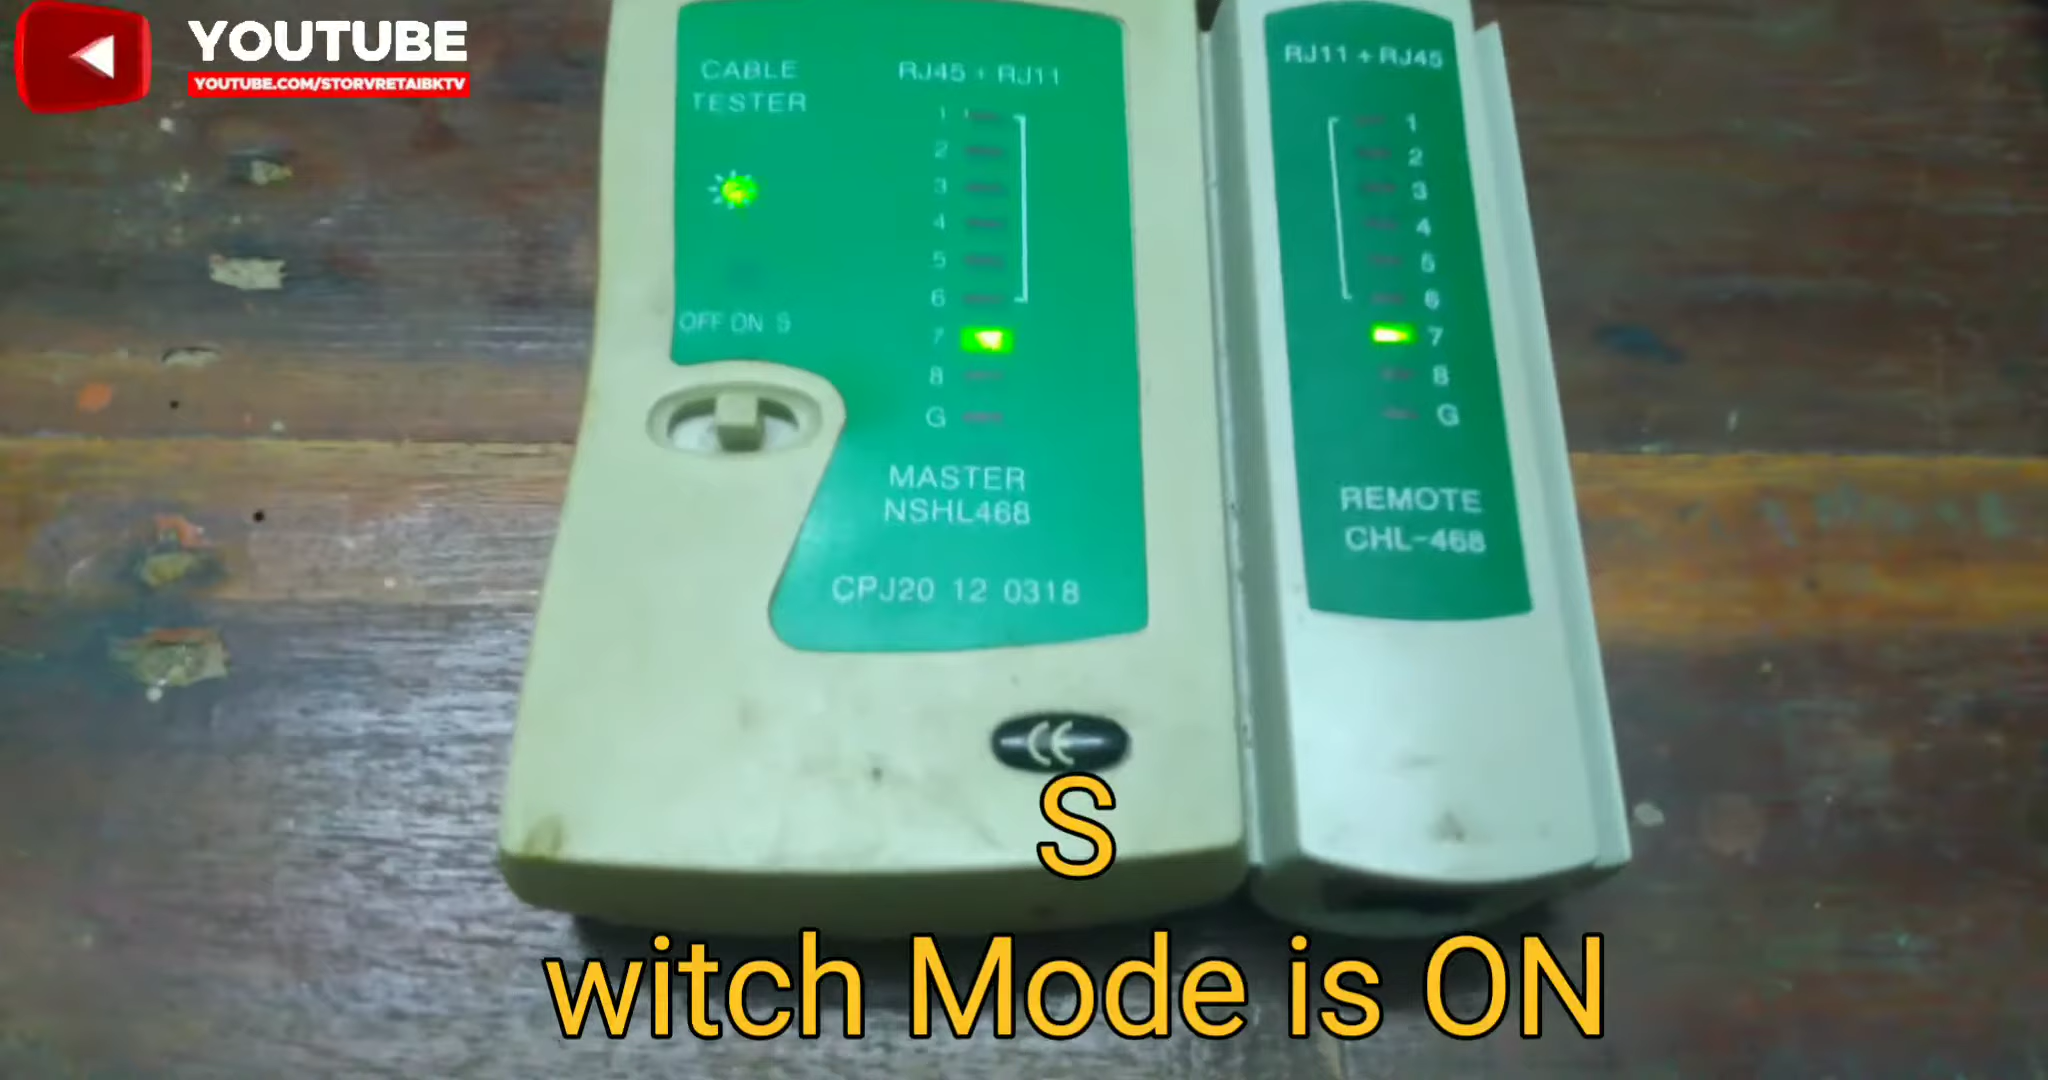 YOUTUBE
YOUTUBE.COM/STORVRETAIBKTV
CABLE
TESTER
OFF ON S
RJ45 + RJ11
1
2
3
4
5
6
7
8
G
MASTER
NSHL468
CPJ20 12 0318
CE
RJ11 + RJ45
1
2
3
4
5
6
7
8
G
REMOTE
CHL-468
S
witch Mode is ON